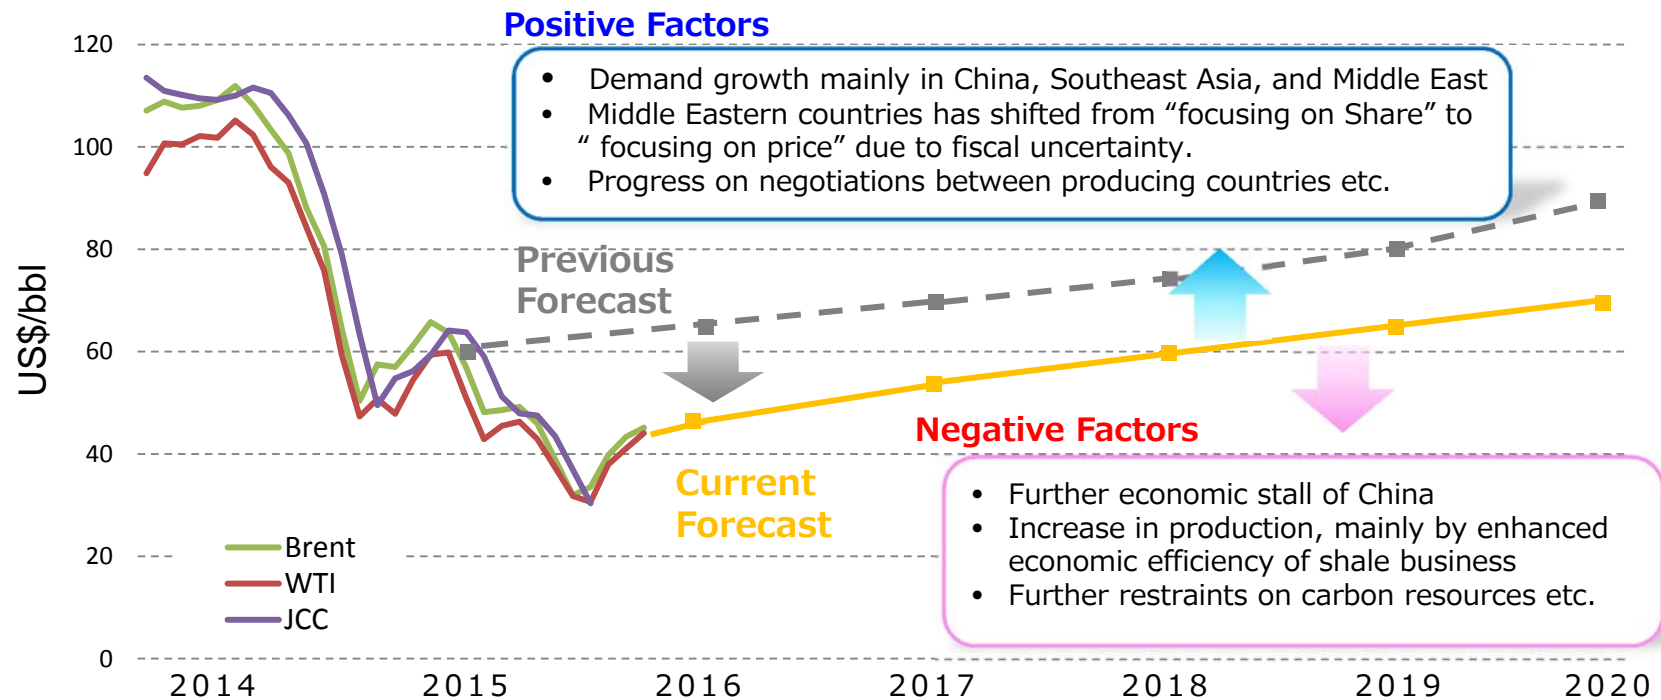 Positive Factors
• Demand growth mainly in China, Southeast Asia, and Middle East
• Middle Eastern countries has shifted from “focusing on Share” to
“ focusing on price” due to fiscal uncertainty.
• Progress on negotiations between producing countries etc.
US$/bbl
120
100
80
60
40
20
0
Previous
Forecast
Current
Forecast
Negative Factors
• Further economic stall of China
• Increase in production, mainly by enhanced
economic efficiency of shale business
• Further restraints on carbon resources etc.
Brent
WTI
JCC
2014 2015 2016 2017 2018 2019 2020